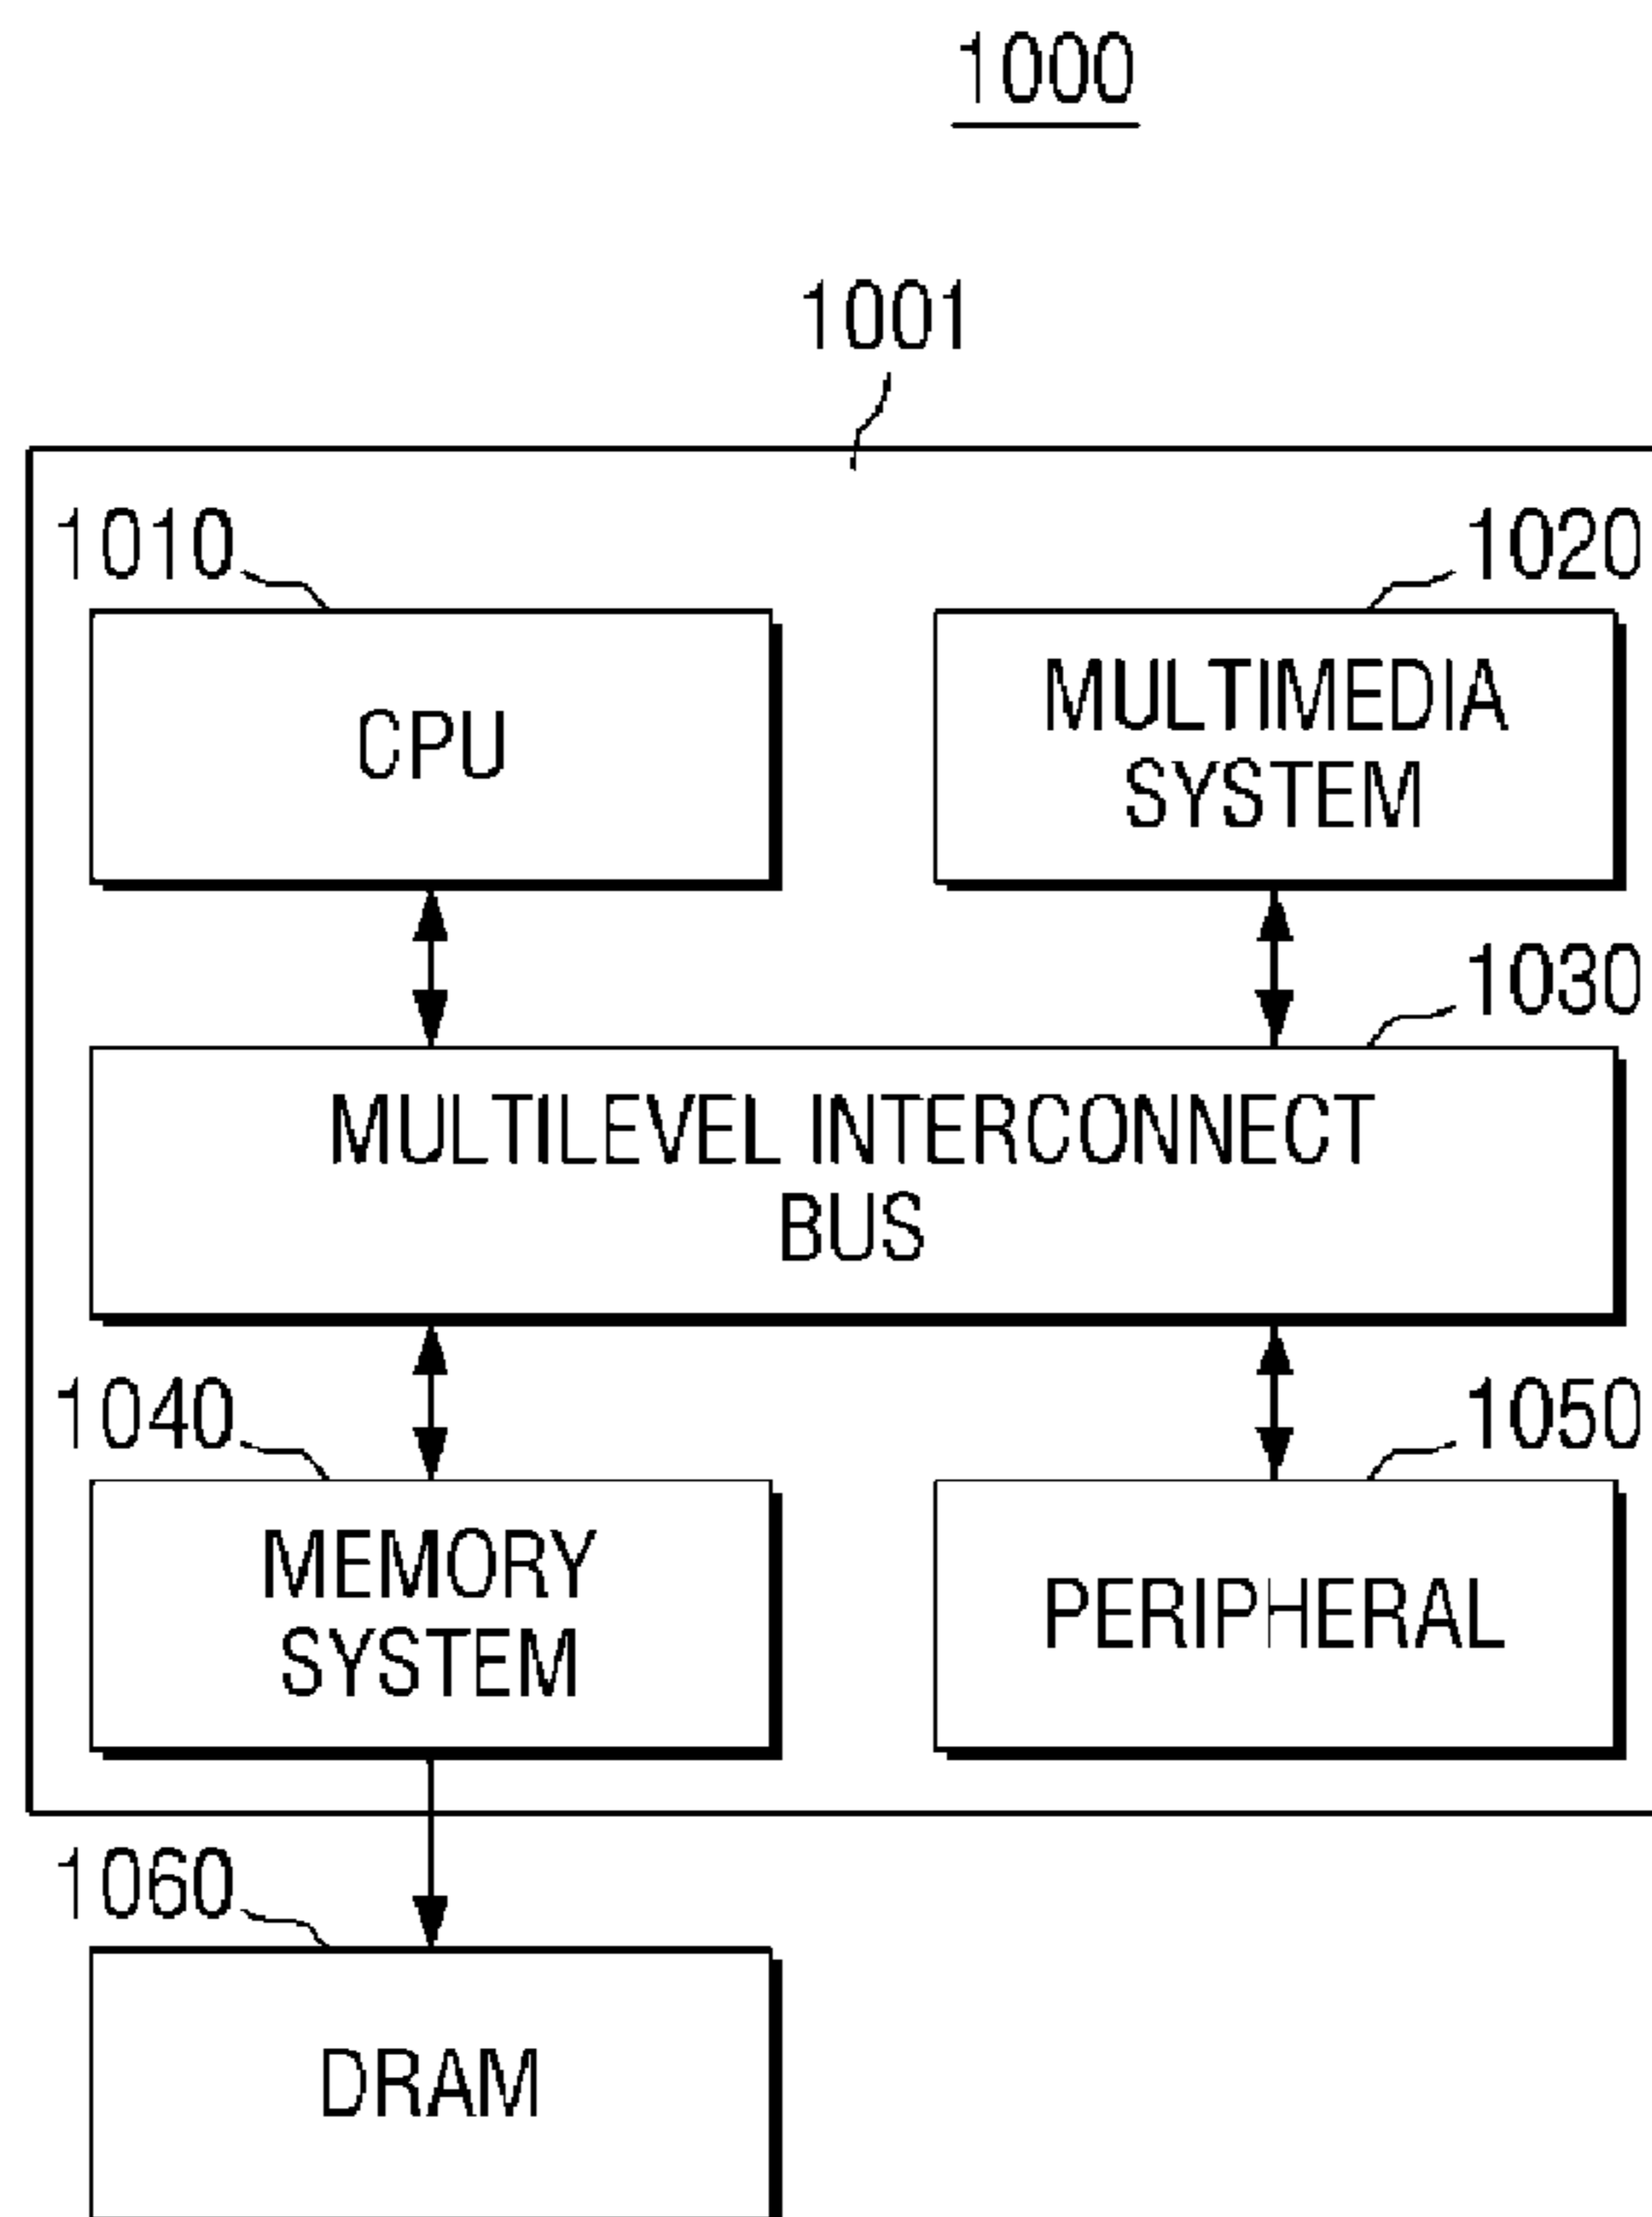 1000
1001
1010
1020
CPU
MULTIMEDIA
SYSTEM
1030
MULTILEVEL INTERCONNECT
BUS
1040
1050
MEMORY
SYSTEM
PERIPHERAL
1060
DRAM